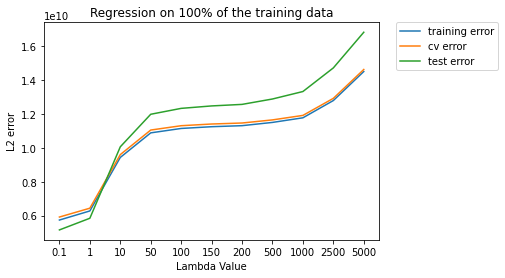 Regression on 100% of the training data
1e10
training error
cv error
test error
1.6
1.4
1.2
1.0
0.8
0.6
L2 error
0.1 1 10 50 100 150 200 500 1000 2500 5000
Lambda Value